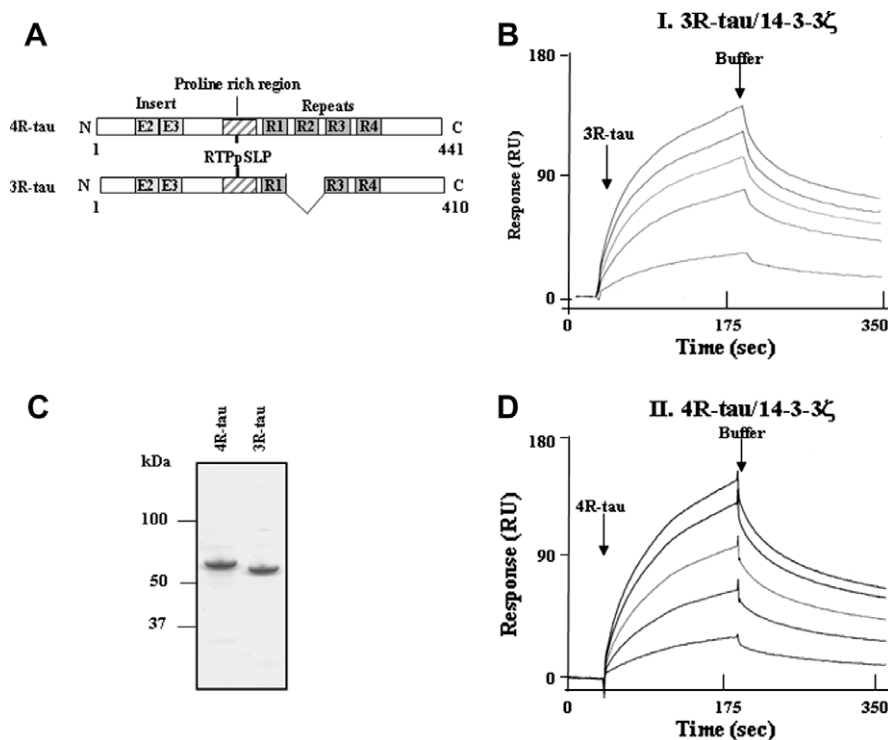 A
Proline rich region
Insert
Repeats
4R-tau
N
E2
E3
R1
R2
R3
R4
C
1
441
RTPpSLP
3R-tau
N
E2
E3
R1
R3
R4
C
1
410
B
I. 3R-tau/14-3-3ζ
180
Buffer
3R-tau
90
Response (RU)
0
0
175
350
Time (sec)
C
4R-tau
3R-tau
kDa
100
50
37
D
II. 4R-tau/14-3-3ζ
180
Buffer
4R-tau
90
Response (RU)
0
0
175
350
Time (sec)